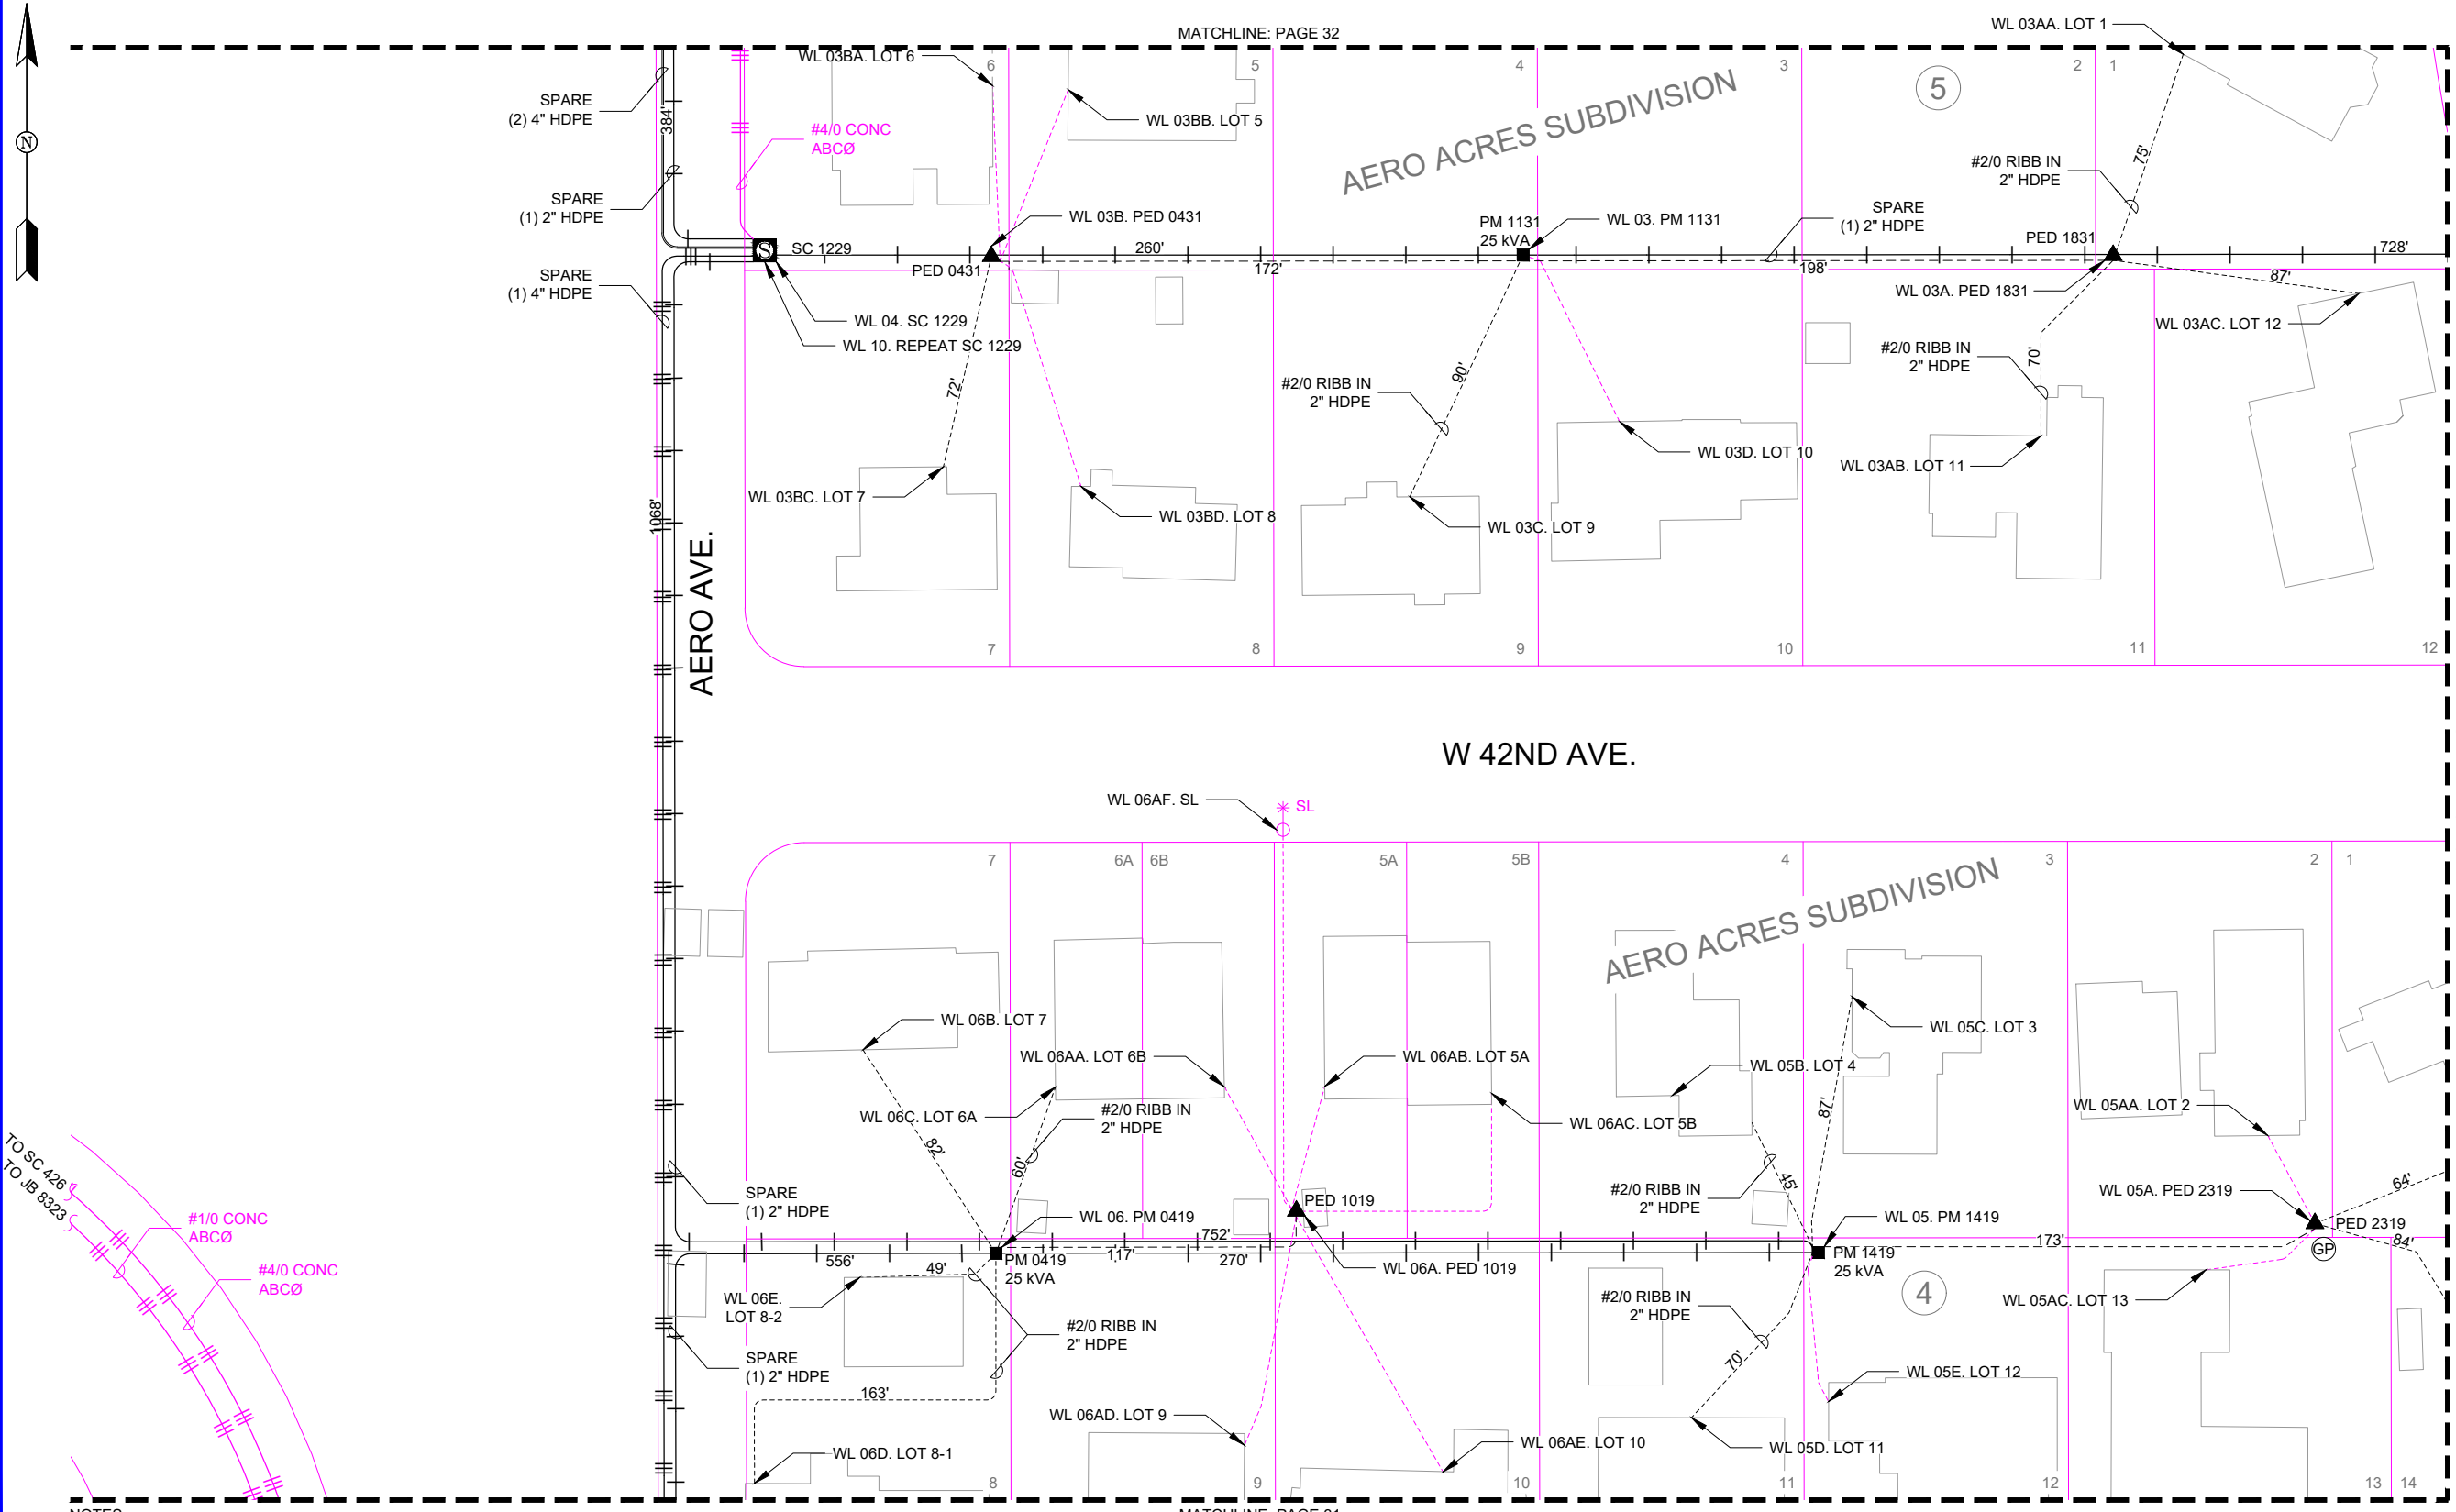 MATCHLINE: PAGE 32
WL 03AA. LOT 1
N
WL 03BA. LOT 6
6
5
4
3
2
1
5
SPARE
(2) 4" HDPE
384'
#4/0 CONC
ABCØ
WL 03BB. LOT 5
AERO ACRES SUBDIVISION
75'
#2/0 RIBB IN
2" HDPE
SPARE
(1) 2" HDPE
WL 03B. PED 0431
PM 1131
25 kVA
WL 03. PM 1131
SPARE
(1) 2" HDPE
PED 1831
S
SC 1229
260'
728'
PED 0431
172'
198'
87'
SPARE
(1) 4" HDPE
WL 03A. PED 1831
WL 04. SC 1229
WL 03AC. LOT 12
WL 10. REPEAT SC 1229
#2/0 RIBB IN
2" HDPE
70'
72'
90'
#2/0 RIBB IN
2" HDPE
WL 03D. LOT 10
WL 03AB. LOT 11
WL 03BC. LOT 7
WL 03BD. LOT 8
WL 03C. LOT 9
1068'
AERO AVE.
7
8
9
10
11
12
W 42ND AVE.
WL 06AF. SL
SL
7
6A
6B
5A
5B
4
3
2
1
AERO ACRES SUBDIVISION
WL 06B. LOT 7
WL 05C. LOT 3
WL 06AA. LOT 6B
WL 06AB. LOT 5A
WL 05B. LOT 4
WL 06C. LOT 6A
#2/0 RIBB IN
2" HDPE
WL 06AC. LOT 5B
87'
WL 05AA. LOT 2
82'
60'
45'
TO SC 426
TO JB 8323
SPARE
(1) 2" HDPE
#2/0 RIBB IN
2" HDPE
64'
WL 05A. PED 2319
PED 1019
#1/0 CONC
ABCØ
WL 06. PM 0419
WL 05. PM 1419
PED 2319
752'
173'
84'
GP
556'
117'
270'
PM 0419
25 kVA
PM 1419
25 kVA
49'
WL 06A. PED 1019
#4/0 CONC
ABCØ
WL 06E.
LOT 8-2
#2/0 RIBB IN
2" HDPE
4
WL 05AC. LOT 13
#2/0 RIBB IN
2" HDPE
SPARE
(1) 2" HDPE
70'
WL 05E. LOT 12
163'
WL 06AD. LOT 9
WL 06D. LOT 8-1
WL 06AE. LOT 10
WL 05D. LOT 11
8
9
10
11
12
13
14